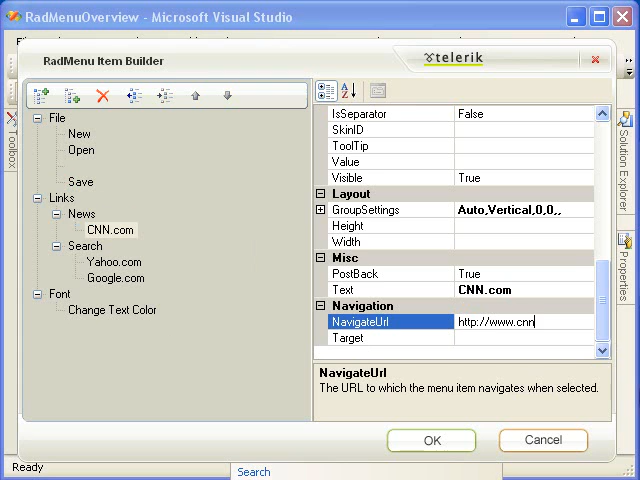 RadMenuOverview - Microsoft Visual Studio
RadMenu Item Builder
telerik
File
New
Open
Save
Links
News
CNN.com
Search
Yahoo.com
Google.com
Font
Change Text Color
IsSeparator False
SkinID
ToolTip
Value
Visible True
Layout
GroupSettings Auto,Vertical,0,0,,
Height
Width
Misc
PostBack True
Text CNN.com
Navigation
NavigateUrl http://www.cnn
Target
NavigateUrl
The URL to which the menu item navigates when selected.
OK Cancel
Toolbox
Solution Explorer
Properties
Ready
Search